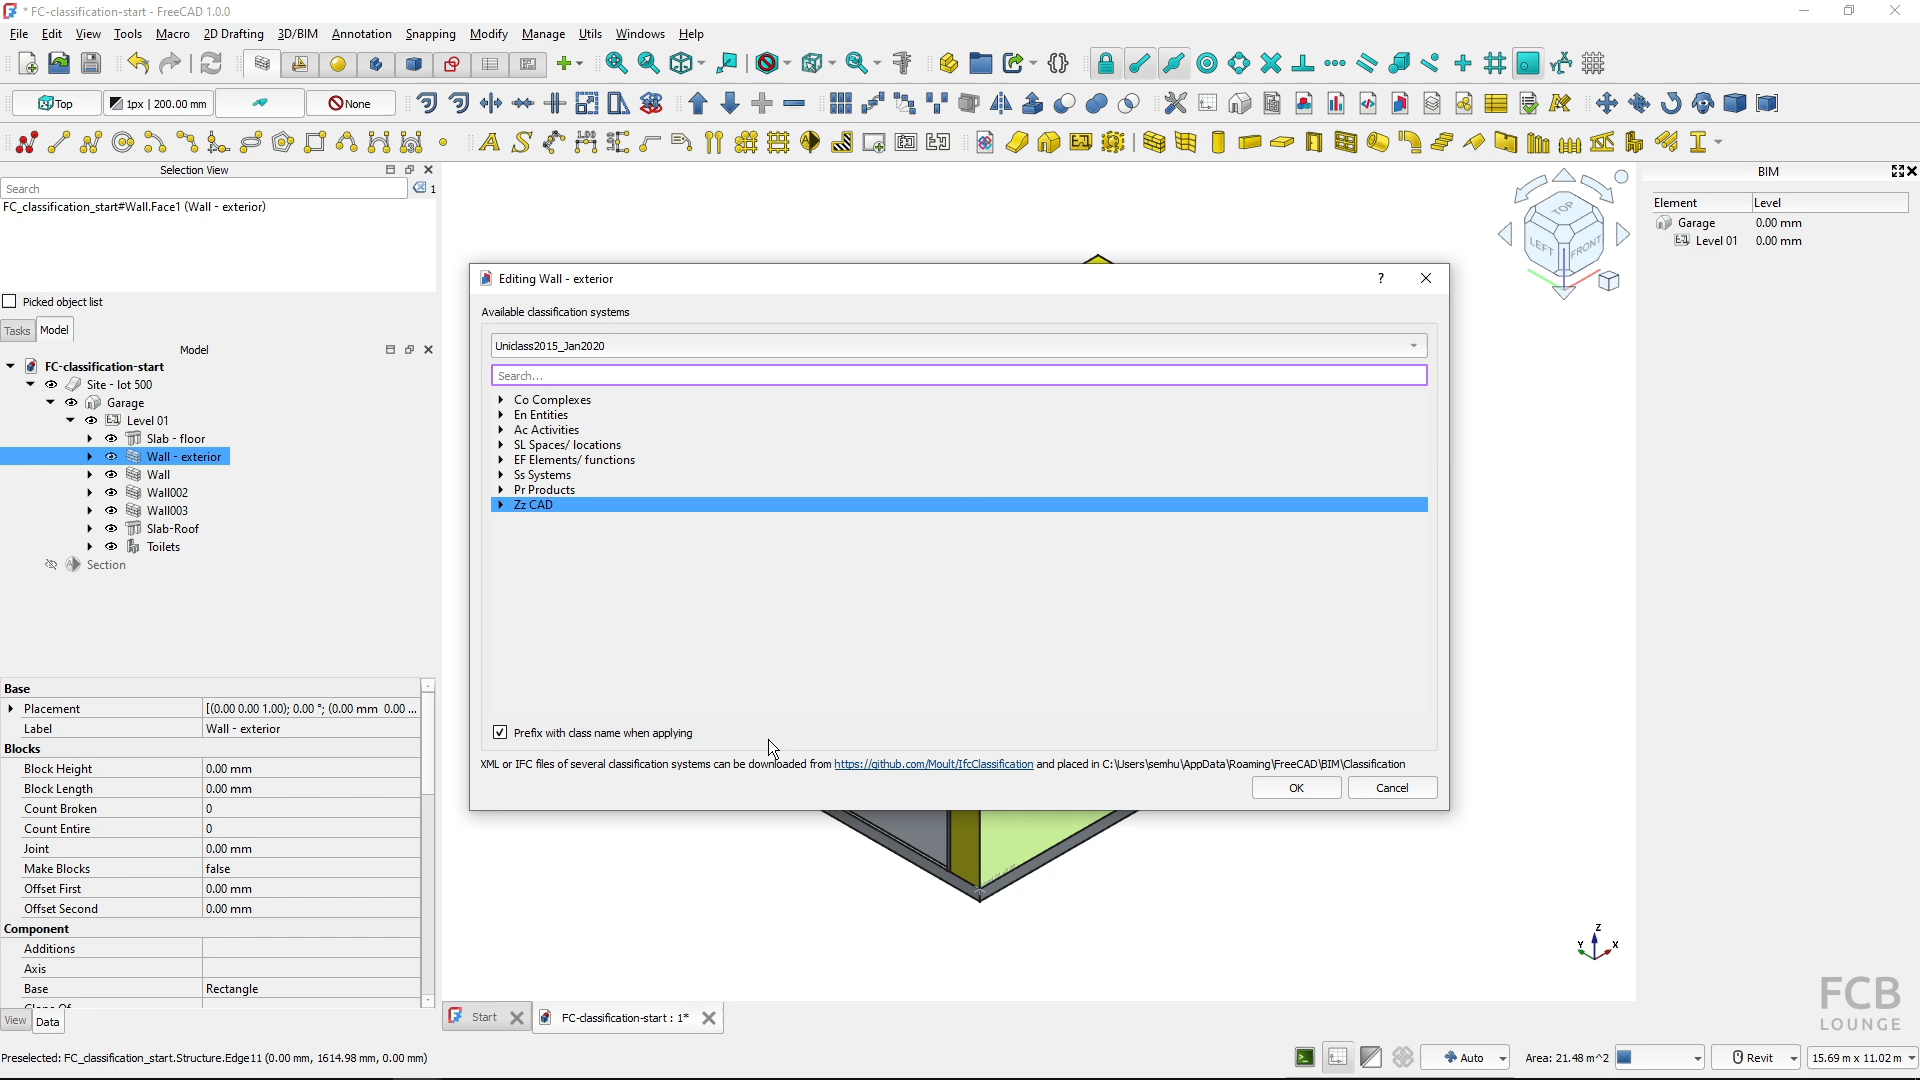 * FC-classification-start - FreeCAD 1.0.0
File Edit View Tools Macro 2D Drafting 3D/BIM Annotation Snapping Modify Manage Utils Windows Help
Top 1px | 200.00 mm None
Selection View
Search 1
FC_classification_start#Wall.Face1 (Wall - exterior)
Picked object list
Tasks Model
Model
FC-classification-start
Site - lot 500
Garage
Level 01
Slab - floor
Wall - exterior
Wall
Wall002
Wall003
Slab-Roof
Toilets
Section
Base
Placement [(0.00 0.00 1.00); 0.00 °; (0.00 mm 0.00 ...
Label Wall - exterior
Blocks
Block Height 0.00 mm
Block Length 0.00 mm
Count Broken 0
Count Entire 0
Joint 0.00 mm
Make Blocks false
Offset First 0.00 mm
Offset Second 0.00 mm
Component
Additions
Axis
Base Rectangle
Clone Of
View Data
Preselected: FC_classification_start.Structure.Edge11 (0.00 mm, 1614.98 mm, 0.00 mm)
Editing Wall - exterior ?
Available classification systems
Uniclass2015_Jan2020
Search...
Co Complexes
En Entities
Ac Activities
SL Spaces/ locations
EF Elements/ functions
Ss Systems
Pr Products
Zz CAD
Prefix with class name when applying
XML or IFC files of several classification systems can be downloaded from https://github.com/Moult/IfcClassification and placed in C:\Users\semhu\AppData\Roaming\FreeCAD\BIM\Classification
OK Cancel
TOP
LEFT FRONT
BIM
Element Level
Garage 0.00 mm
Level 01 0.00 mm
Z
Y X
FCB
LOUNGE
Start FC-classification-start : 1*
Auto Area: 21.48 m^2 Revit 15.69 m x 11.02 m